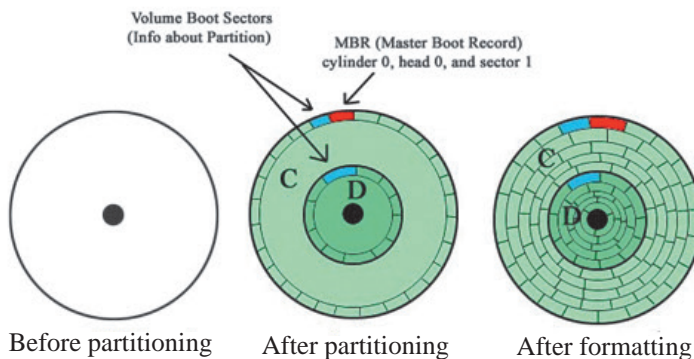 Volume Boot Sectors
(Info about Partition)
MBR (Master Boot Record)
cylinder 0, head 0, and sector 1
C
D
C
D
Before partitioning
After partitioning
After formatting